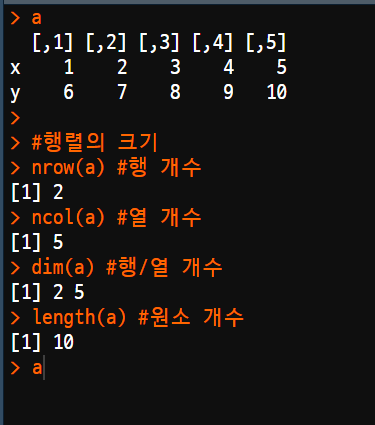 > a
  [,1] [,2] [,3] [,4] [,5]
x    1    2    3    4    5
y    6    7    8    9   10
>
> #행렬의 크기
> nrow(a) #행 개수
[1] 2
> ncol(a) #열 개수
[1] 5
> dim(a) #행/열 개수
[1] 2 5
> length(a) #원소 개수
[1] 10
> a